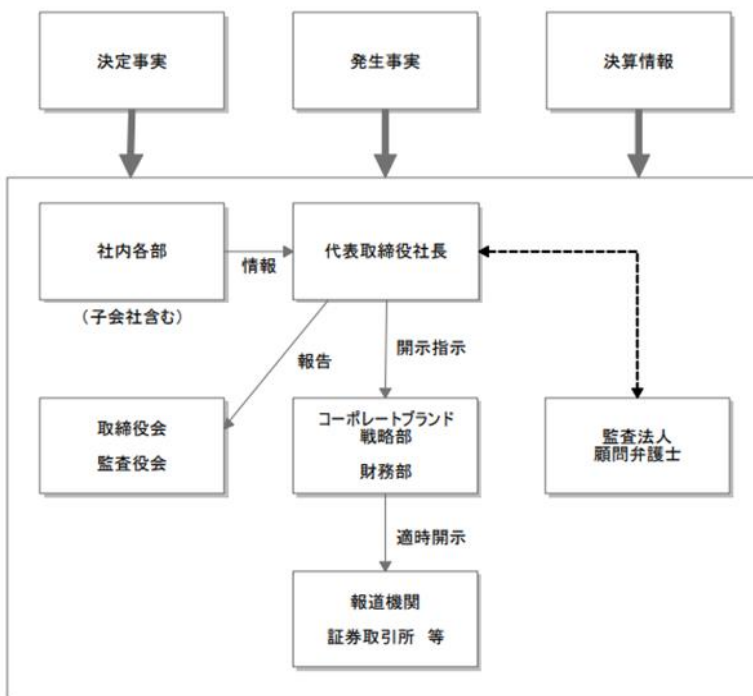 決定事実
発生事実
決算情報
社内各部
情報
代表取締役社長
（子会社含む）
報告
開示指示
取締役会
監査役会
コーポレートブランド
戦略部
財務部
監査法人
顧問弁護士
適時開示
報道機関
証券取引所　等